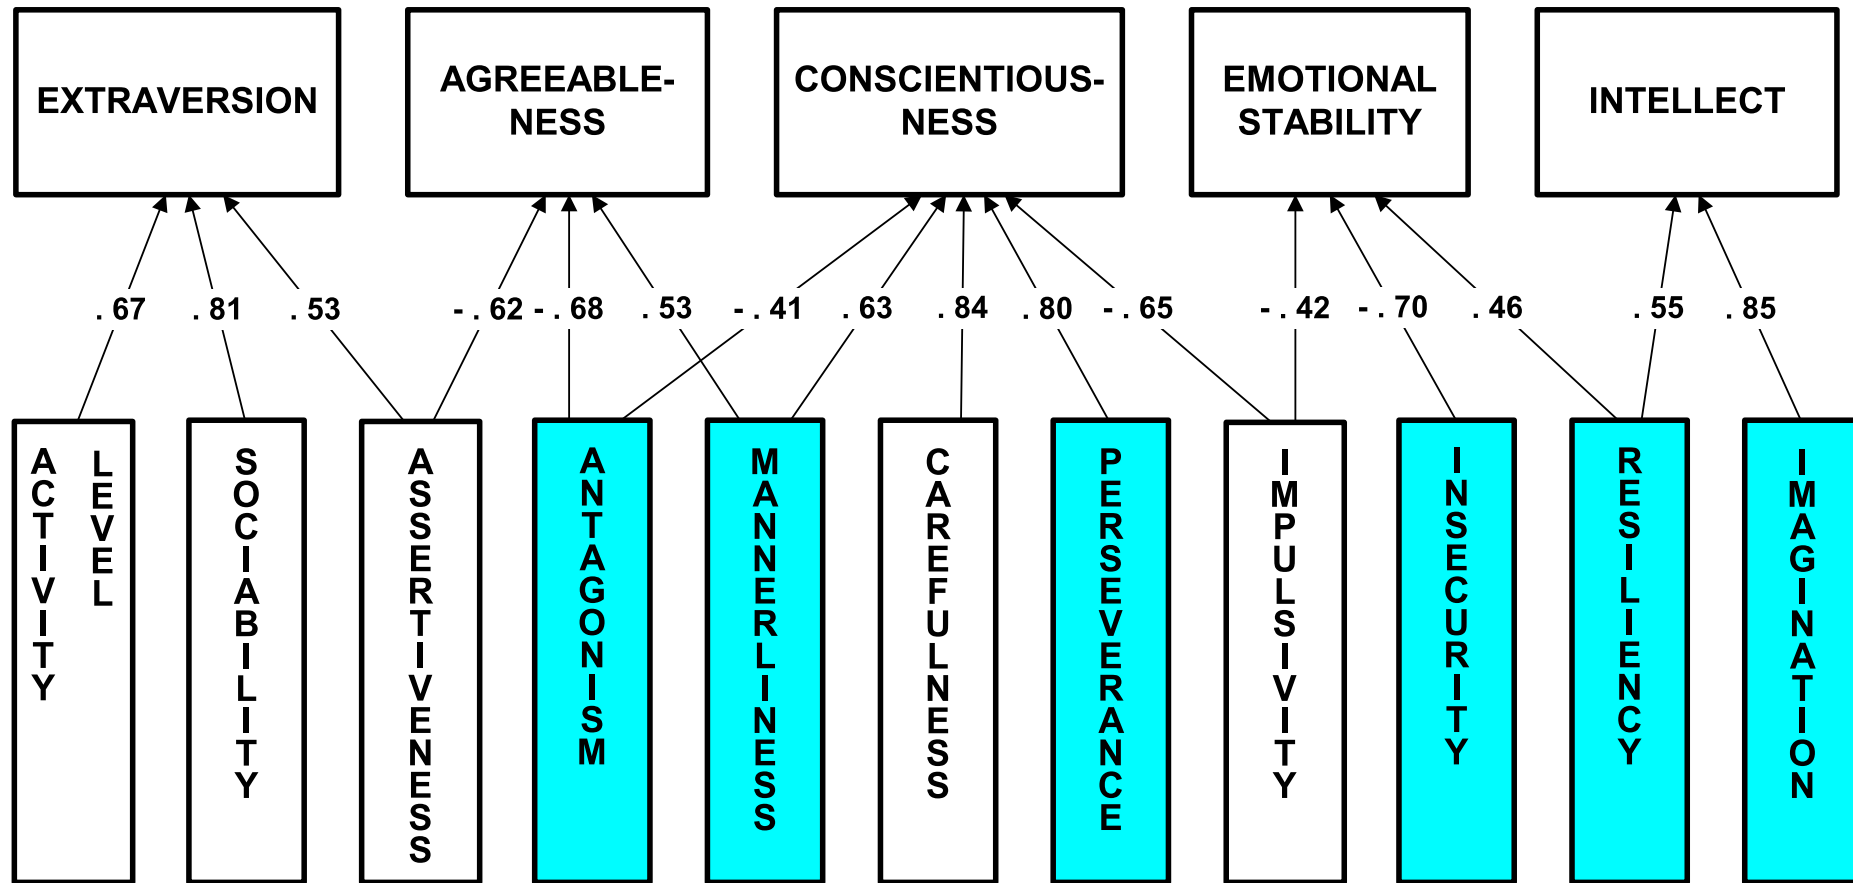 EXTRAVERSION
AGREEABLE-
NESS
CONSCIENTIOUS-
NESS
EMOTIONAL
STABILITY
INTELLECT
.67
.81
.53
-.62
-.68
.53
-.41
.63
.84
.80
-.65
-.42
-.70
.46
.55
.85
ACTIVITY
LEVEL
SOCIABILITY
ASSERTIVENESS
ANTAGONISM
MANNERLINESS
CAREFULNESS
PERSEVERANCE
IMPULSIVITY
INSECURITY
RESILIENCY
IMAGINATION